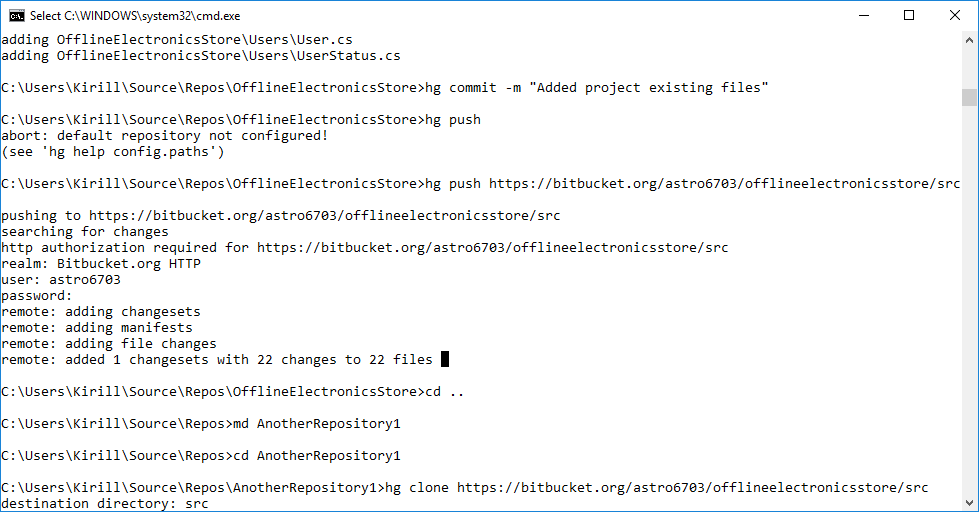 Select C:\WINDOWS\system32\cmd.exe
adding OfflineElectronicsStore\Users\User.cs
adding OfflineElectronicsStore\Users\UserStatus.cs
C:\Users\Kirill\Source\Repos\OfflineElectronicsStore>hg commit -m "Added project existing files"
C:\Users\Kirill\Source\Repos\OfflineElectronicsStore>hg push
abort: default repository not configured!
(see 'hg help config.paths')
C:\Users\Kirill\Source\Repos\OfflineElectronicsStore>hg push https://bitbucket.org/astro6703/offlineelectronicsstore/src
pushing to https://bitbucket.org/astro6703/offlineelectronicsstore/src
searching for changes
http authorization required for https://bitbucket.org/astro6703/offlineelectronicsstore/src
realm: Bitbucket.org HTTP
user: astro6703
password:
remote: adding changesets
remote: adding manifests
remote: adding file changes
remote: added 1 changesets with 22 changes to 22 files
C:\Users\Kirill\Source\Repos\OfflineElectronicsStore>cd ..
C:\Users\Kirill\Source\Repos>md AnotherRepository1
C:\Users\Kirill\Source\Repos>cd AnotherRepository1
C:\Users\Kirill\Source\Repos\AnotherRepository1>hg clone https://bitbucket.org/astro6703/offlineelectronicsstore/src
destination directory: src